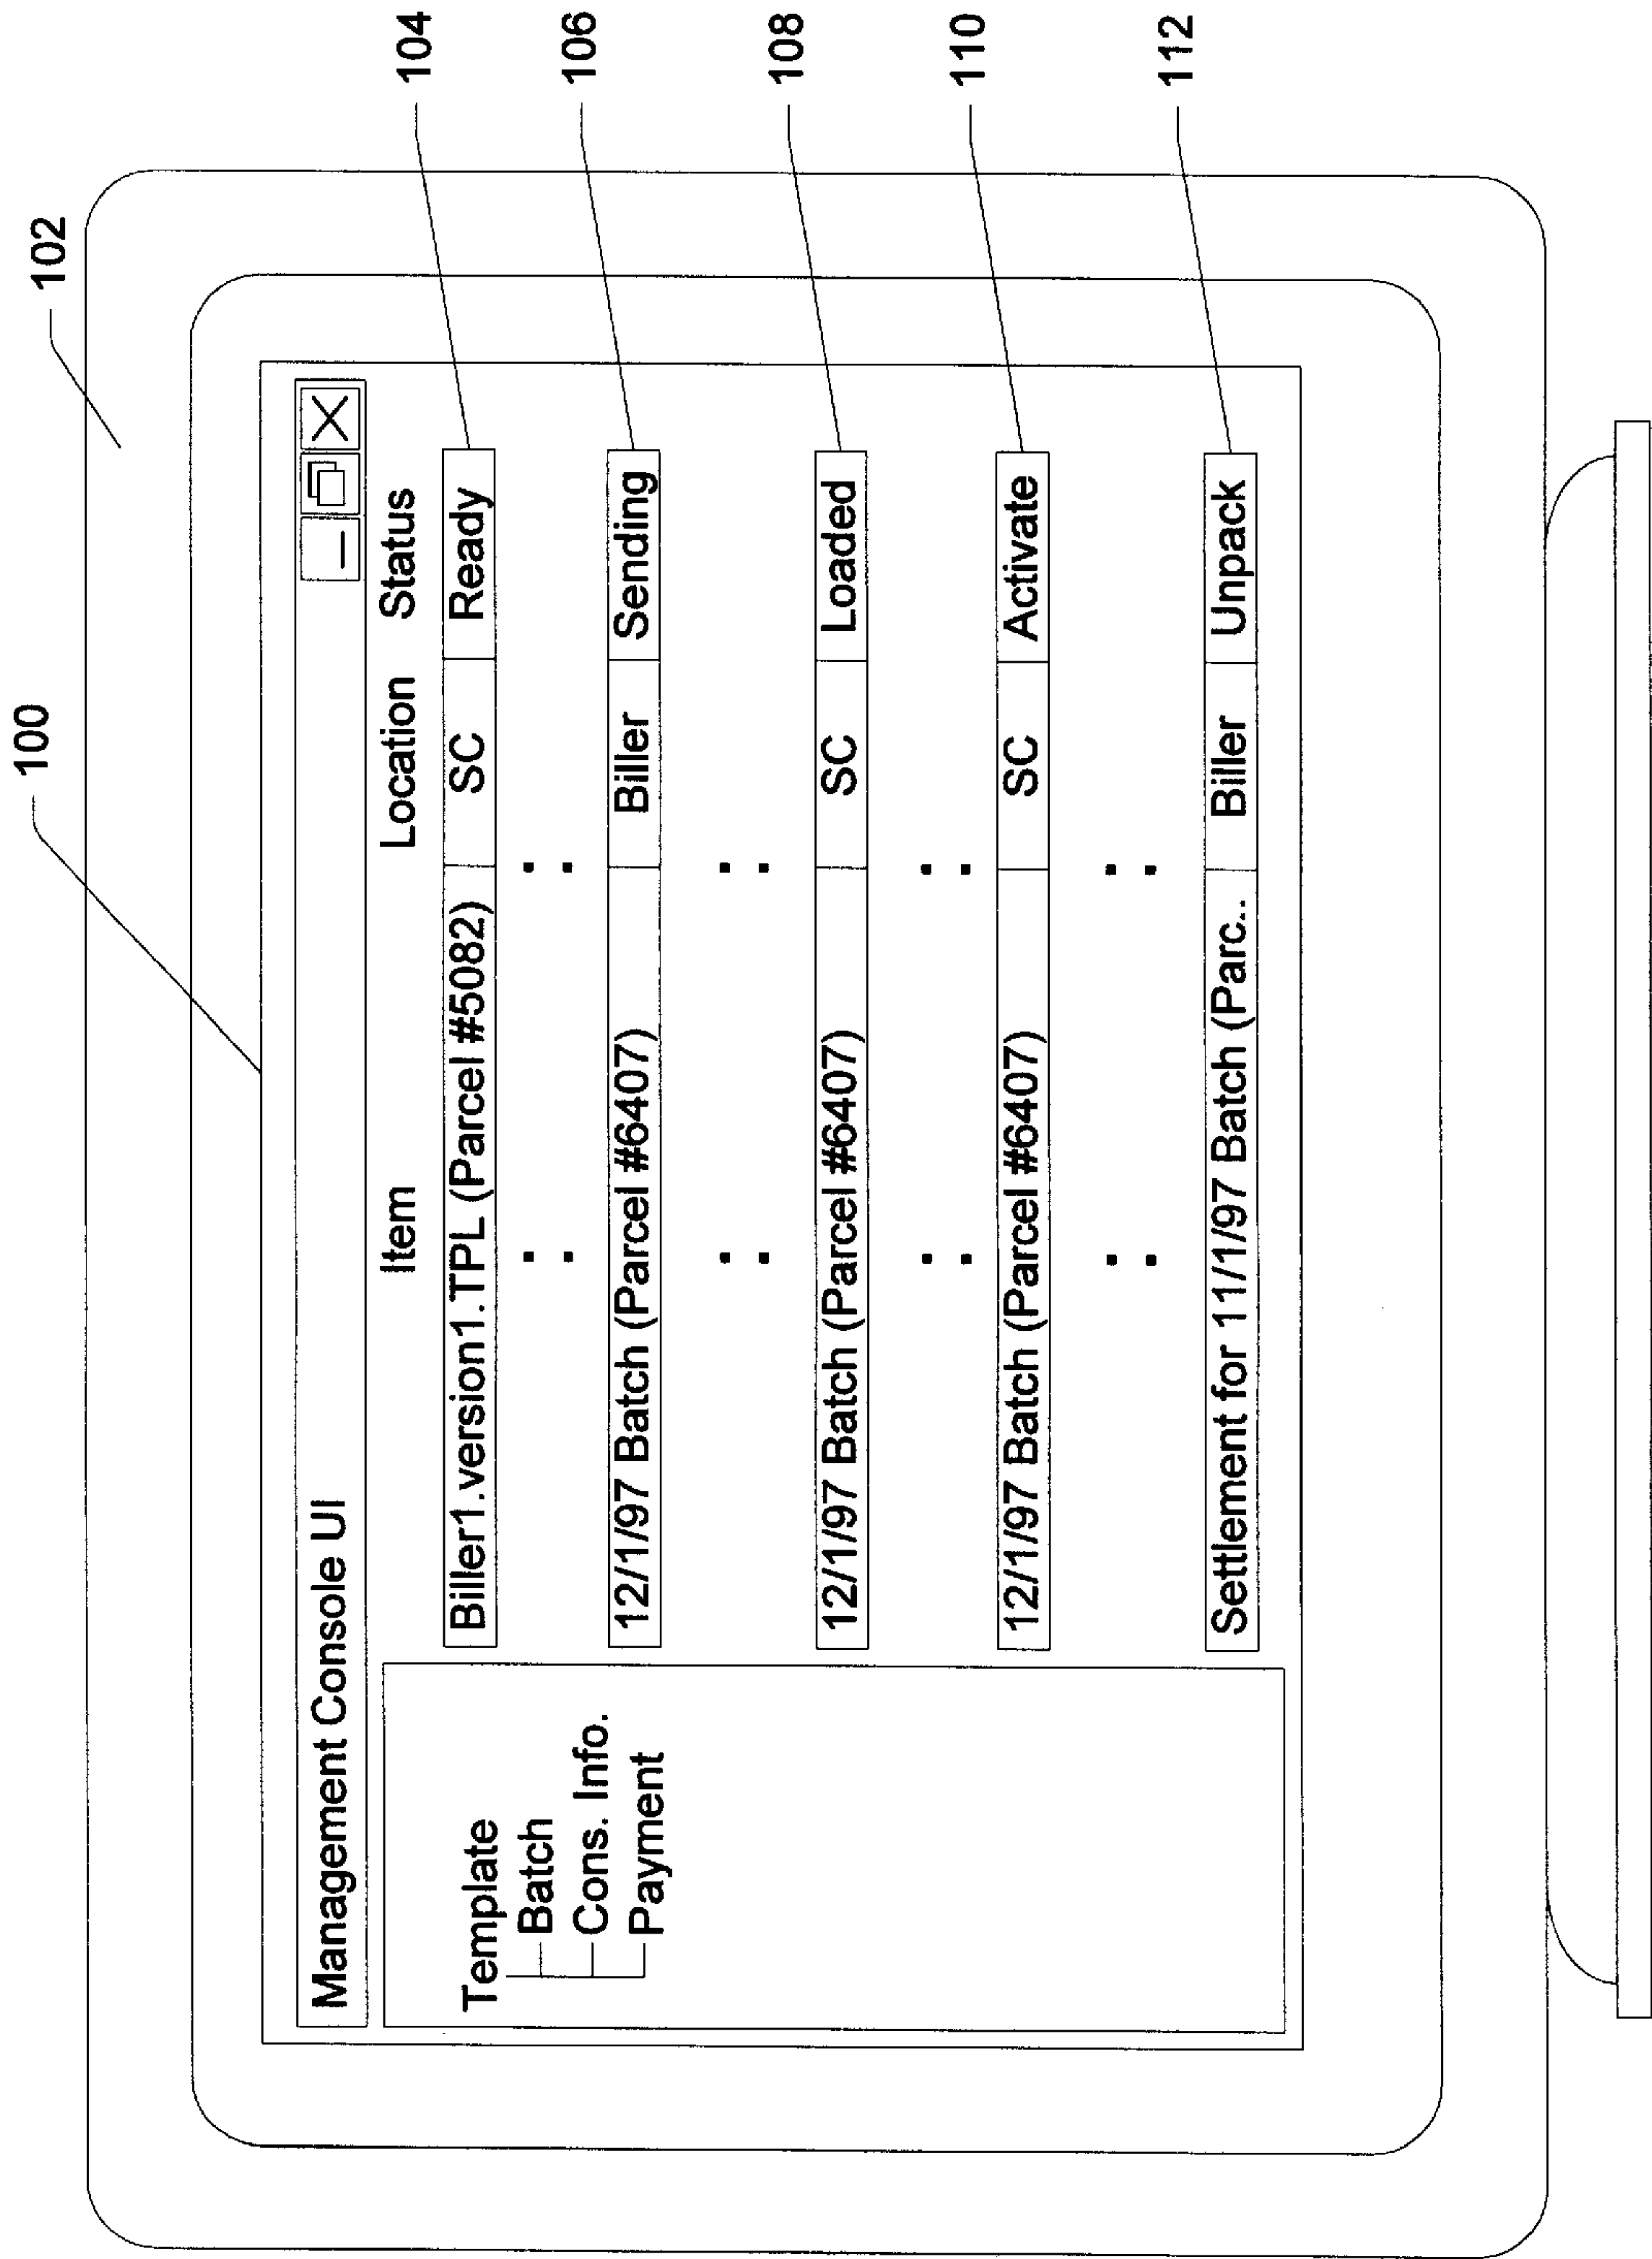 100
102
Management Console UI
Item Location Status
Template
Batch
Cons. Info.
Payment
Biller1.version1.TPL (Parcel #5082) SC Ready 104
12/1/97 Batch (Parcel #6407) Biller Sending 106
12/1/97 Batch (Parcel #6407) SC Loaded 108
12/1/97 Batch (Parcel #6407) SC Activate 110
Settlement for 11/1/97 Batch (Parc.. Biller Unpack 112